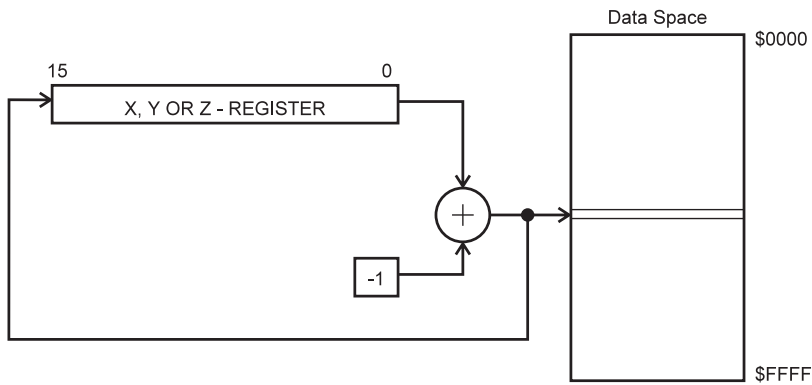 Data Space
$0000
15
0
X, Y OR Z - REGISTER
+
-1
$FFFF